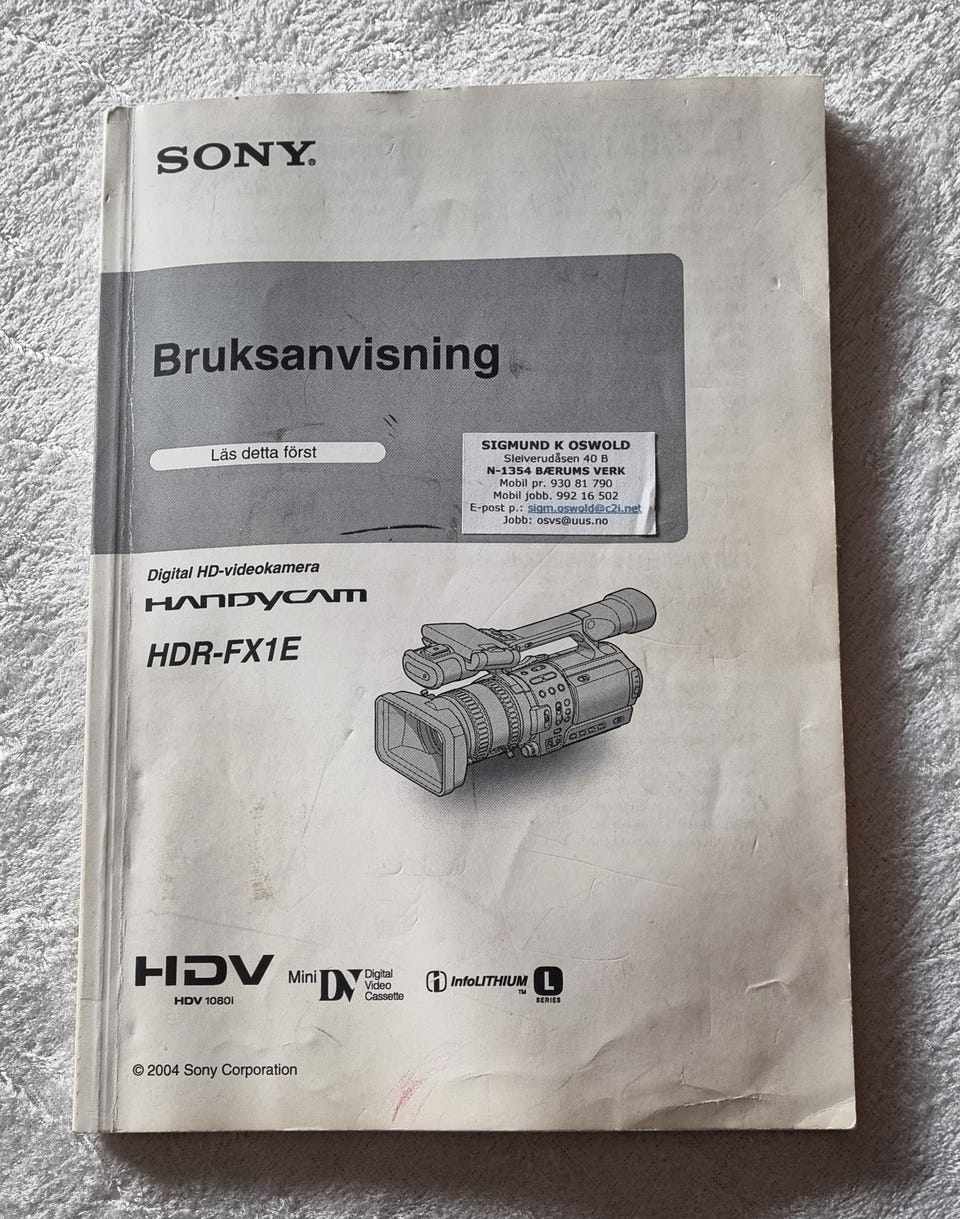 SONY®
Bruksanvisning
Läs detta först
SIGMUND K OSWOLD
Sleiverudåsen 40 B
N-1354 BÆRUMS VERK
Mobil pr. 930 81 790
Mobil jobb. 992 16 502
E-post p.: sigm.oswold@c2i.net
Jobb: osvs@uus.no
Digital HD-videokamera
HANDYCAM
HDR-FX1E
HDV
HDV 1080i
Mini DV Digital Video Cassette
InfoLITHIUM ™ L SERIES
© 2004 Sony Corporation